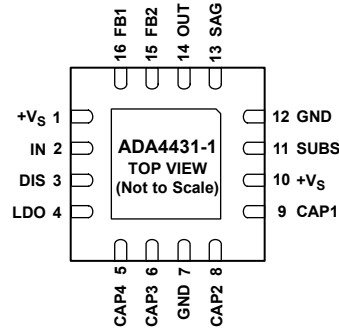 16 FB1
15 FB2
14 OUT
13 SAG
+VS 1
IN 2
DIS 3
LDO 4
ADA4431-1
TOP VIEW
(Not to Scale)
12 GND
11 SUBS
10 +VS
9 CAP1
CAP4 5
CAP3 6
GND 7
CAP2 8